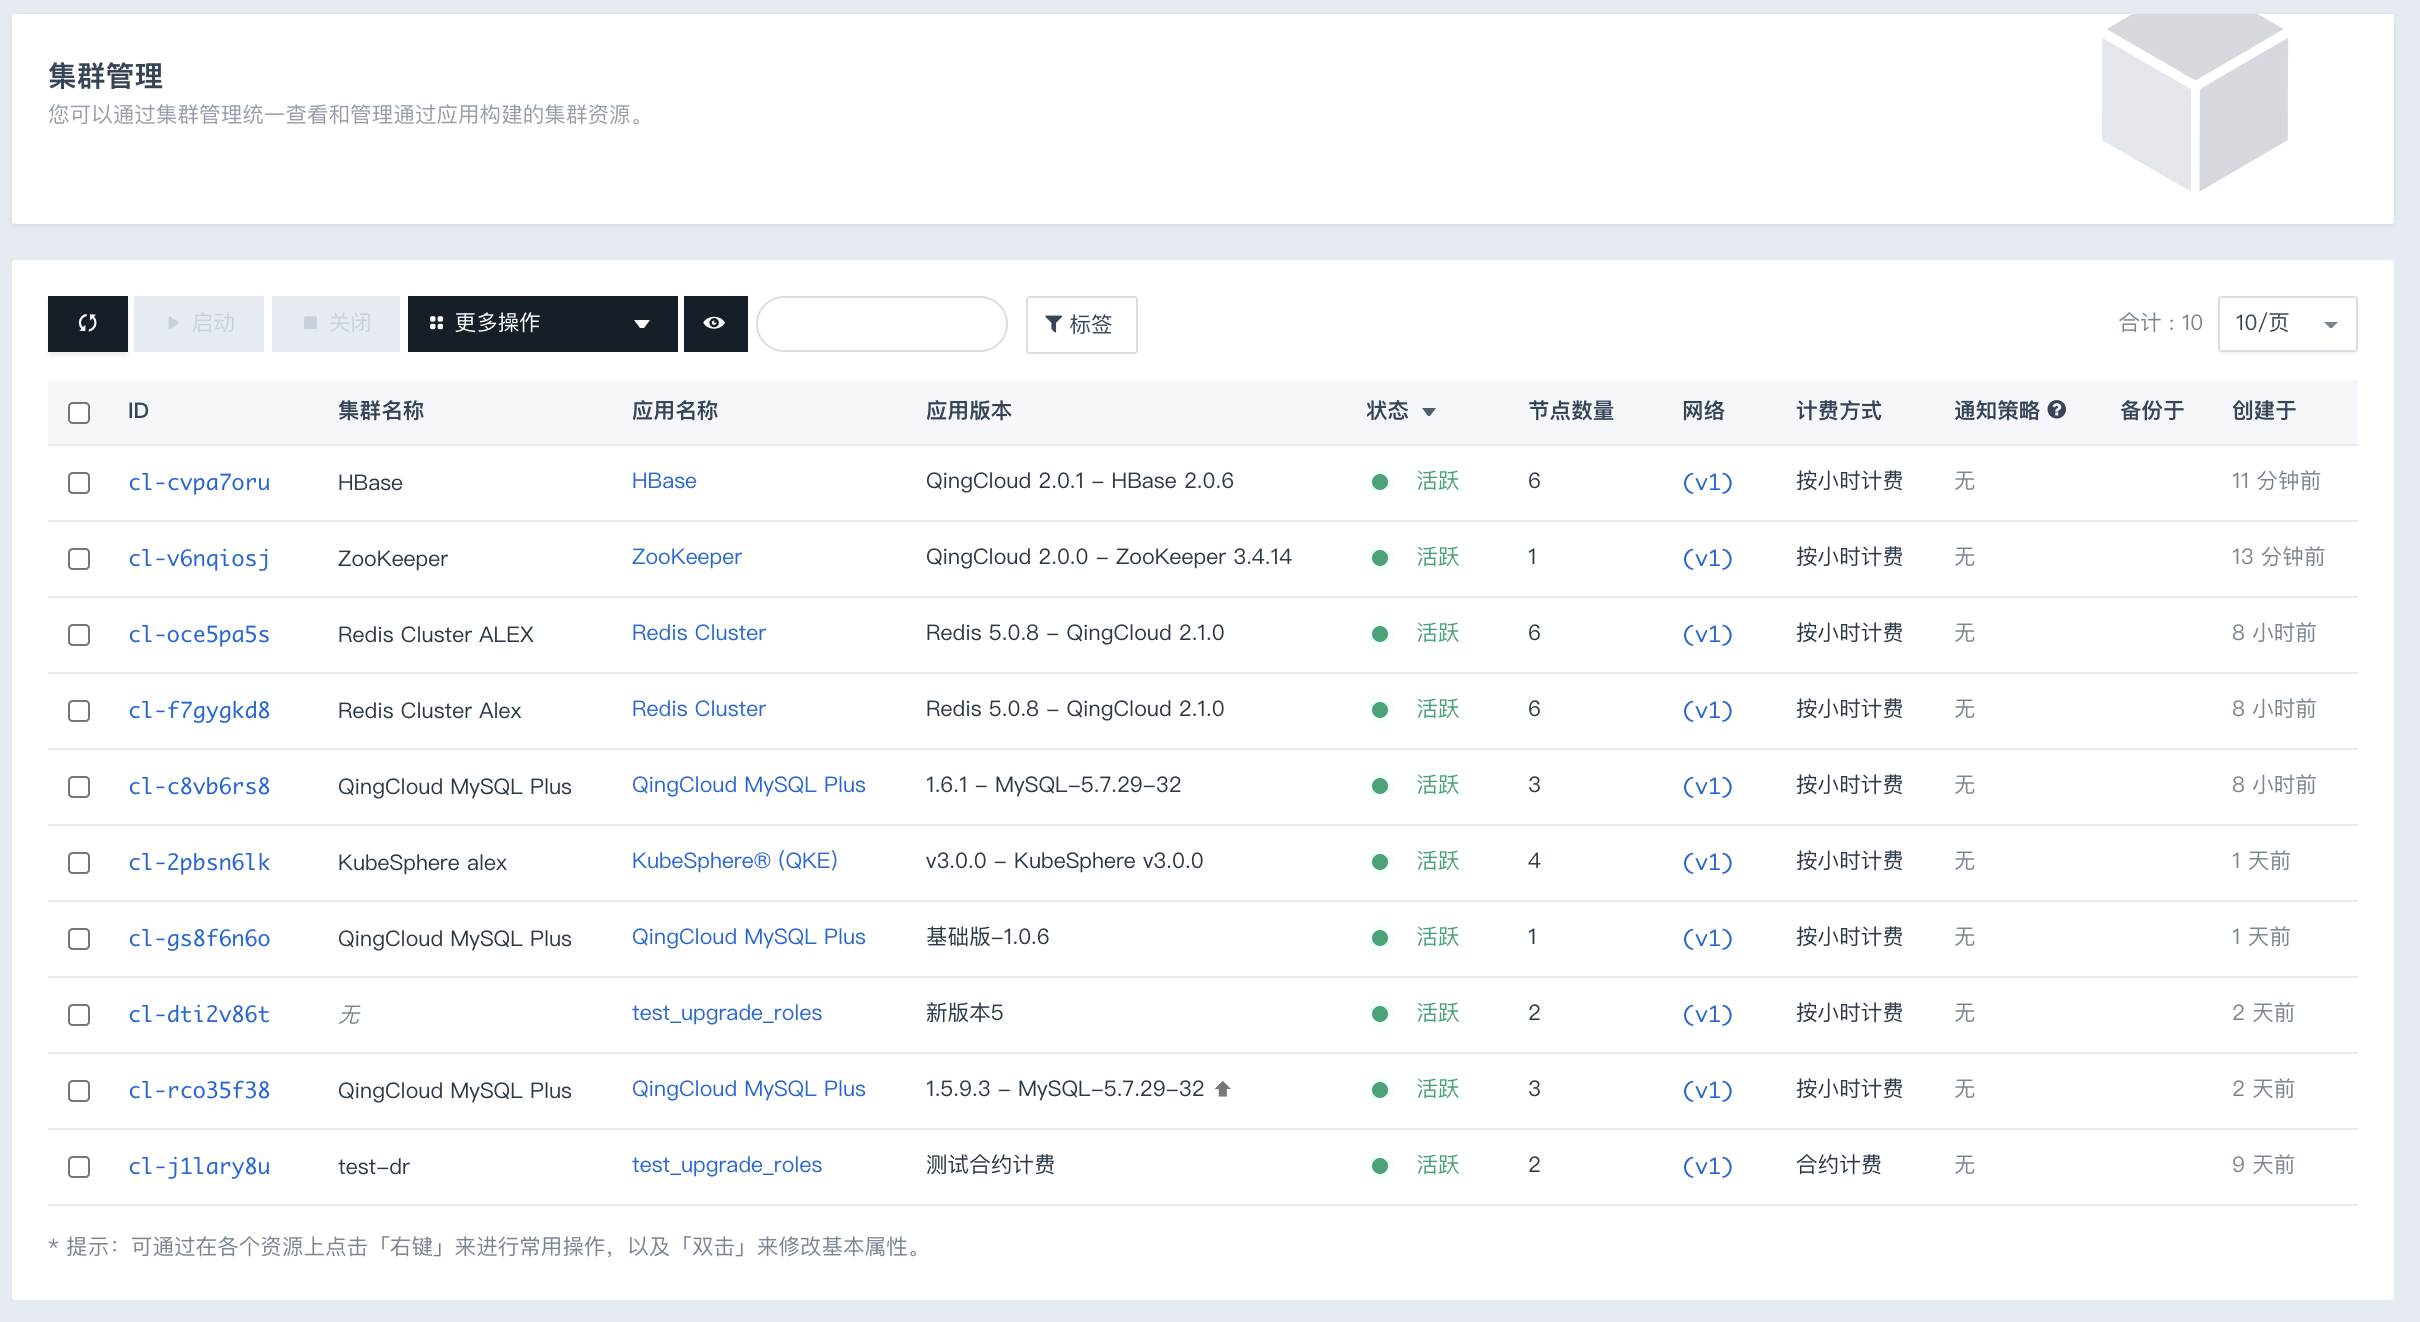 集群管理
您可以通过集群管理统一查看和管理通过应用构建的集群资源。
启动 关闭 更多操作 标签 合计：10 10/页
ID 集群名称 应用名称 应用版本 状态 节点数量 网络 计费方式 通知策略 备份于 创建于
cl-cvpa7oru HBase HBase QingCloud 2.0.1 – HBase 2.0.6 活跃 6 (v1) 按小时计费 无 11 分钟前
cl-v6nqiosj ZooKeeper ZooKeeper QingCloud 2.0.0 – ZooKeeper 3.4.14 活跃 1 (v1) 按小时计费 无 13 分钟前
cl-oce5pa5s Redis Cluster ALEX Redis Cluster Redis 5.0.8 – QingCloud 2.1.0 活跃 6 (v1) 按小时计费 无 8 小时前
cl-f7gygkd8 Redis Cluster Alex Redis Cluster Redis 5.0.8 – QingCloud 2.1.0 活跃 6 (v1) 按小时计费 无 8 小时前
cl-c8vb6rs8 QingCloud MySQL Plus QingCloud MySQL Plus 1.6.1 – MySQL–5.7.29–32 活跃 3 (v1) 按小时计费 无 8 小时前
cl-2pbsn6lk KubeSphere alex KubeSphere® (QKE) v3.0.0 – KubeSphere v3.0.0 活跃 4 (v1) 按小时计费 无 1 天前
cl-gs8f6n6o QingCloud MySQL Plus QingCloud MySQL Plus 基础版–1.0.6 活跃 1 (v1) 按小时计费 无 1 天前
cl-dti2v86t 无 test_upgrade_roles 新版本5 活跃 2 (v1) 按小时计费 无 2 天前
cl-rco35f38 QingCloud MySQL Plus QingCloud MySQL Plus 1.5.9.3 – MySQL–5.7.29–32 活跃 3 (v1) 按小时计费 无 2 天前
cl-j1lary8u test–dr test_upgrade_roles 测试合约计费 活跃 2 (v1) 合约计费 无 9 天前
* 提示：可通过在各个资源上点击「右键」来进行常用操作，以及「双击」来修改基本属性。